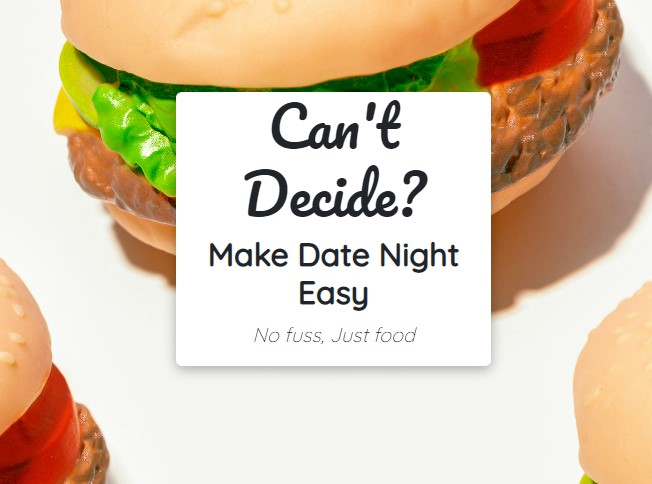 Can't
Decide?
Make Date Night
Easy
No fuss, Just food